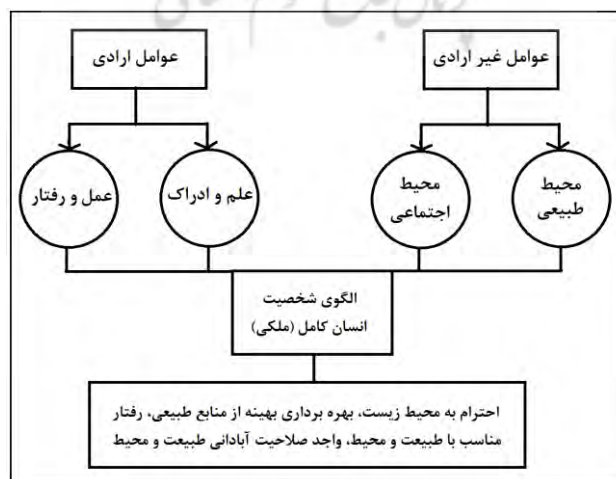 عوامل غیر ارادی
عوامل ارادی
محیط
طبیعی
محیط
اجتماعی
علم و ادراک
عمل و رفتار
الگوی شخصیت
انسان کامل (ملکی)
احترام به محیط زیست، بهره برداری بهینه از منابع طبیعی، رفتار
مناسب با طبیعت و محیط، واجد صلاحیت آبادانی طبیعت و محیط